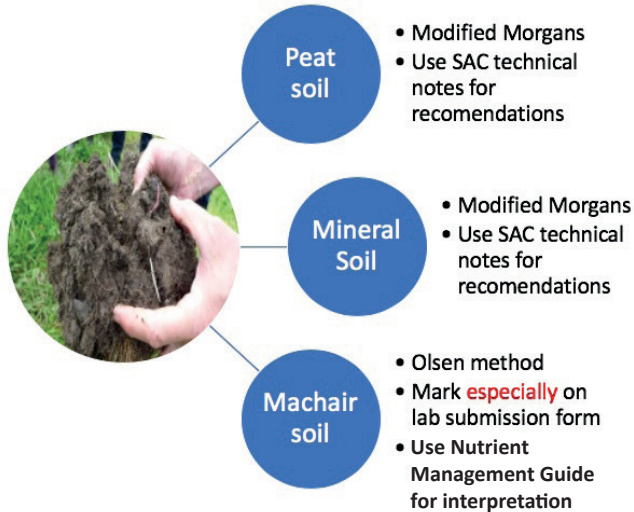 Peat
soil
• Modified Morgans
• Use SAC technical
notes for
recomendations
Mineral
Soil
• Modified Morgans
• Use SAC technical
notes for
recomendations
Machair
soil
• Olsen method
• Mark especially on
lab submission form
• Use Nutrient
Management Guide
for interpretation